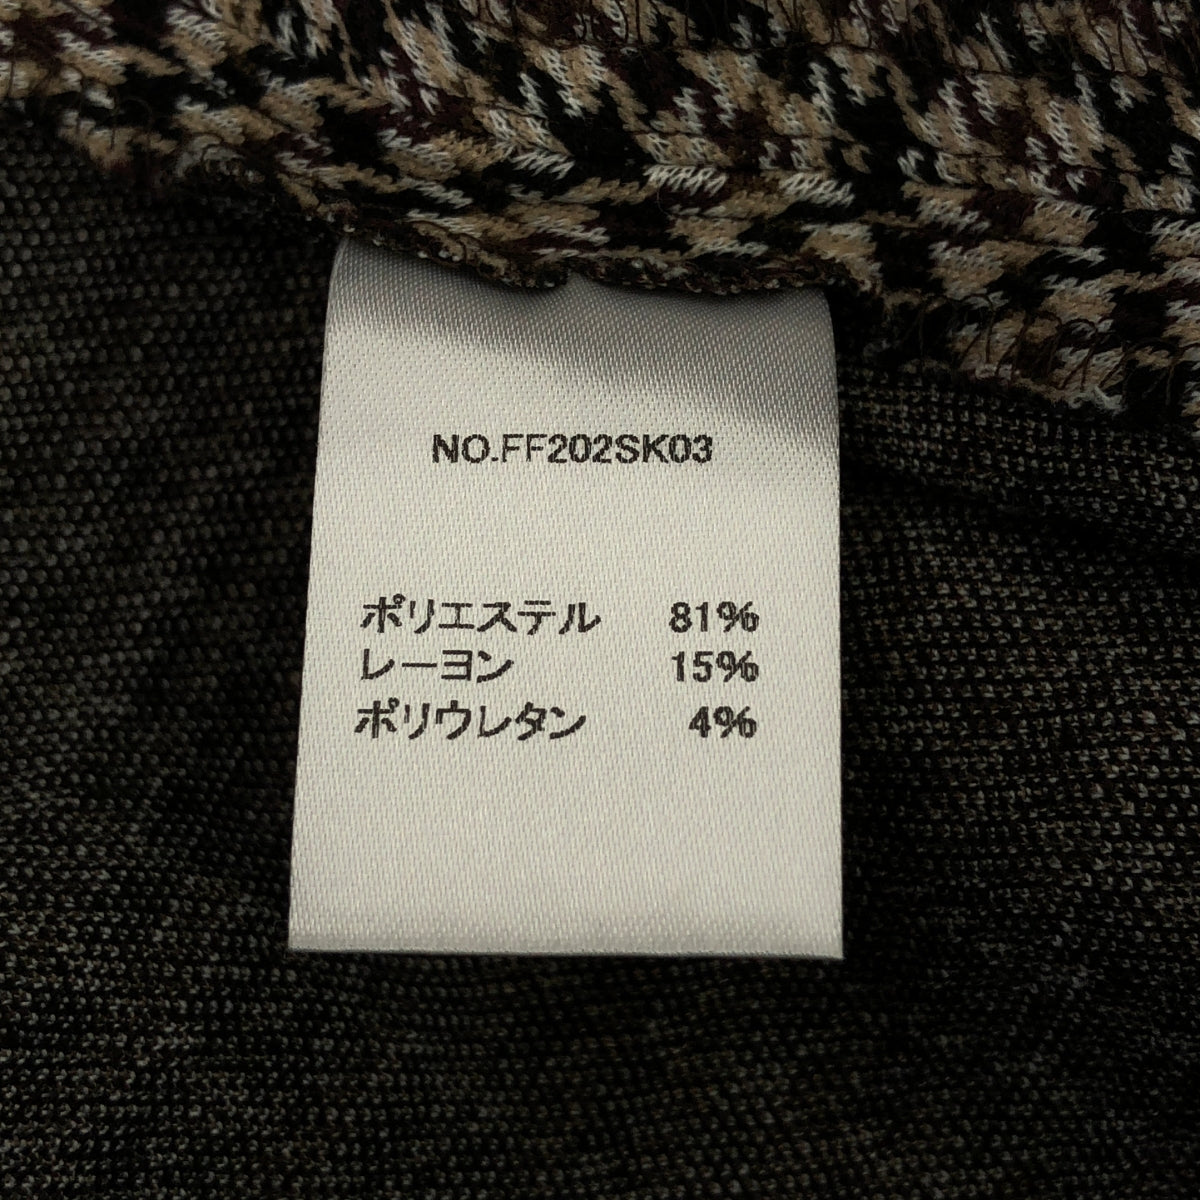 NO.FF202SK03
ポリエステル 81%
レーヨン 15%
ポリウレタン 4%